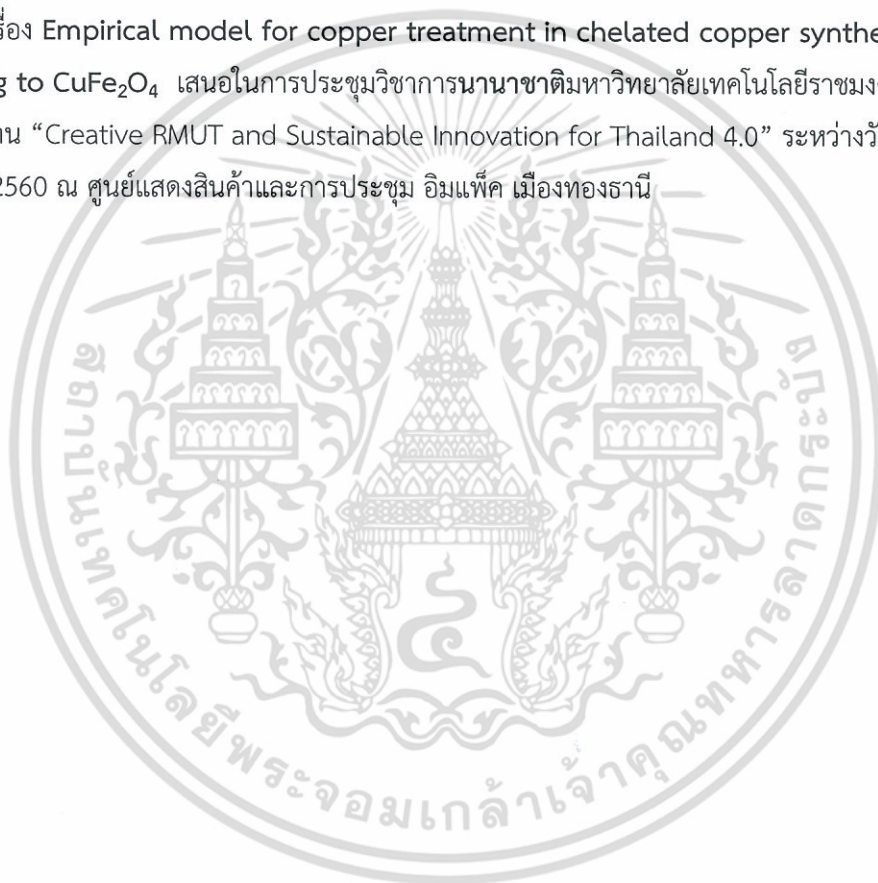 รื่อง Empirical model for copper treatment in chelated copper synthe
g to CuFe₂O₄ เสนอในการประชุมวิชาการนานาชาติมหาวิทยาลัยเทคโนโลยีราชมง
าน “Creative RMUT and Sustainable Innovation for Thailand 4.0” ระหว่างวั
2560 ณ ศูนย์แสดงสินค้าและการประชุม อิมแพ็ค เมืองทองธานี
สถาบันเทคโนโลยีพระจอมเกล้าเจ้าคุณทหารลาดกระบัง